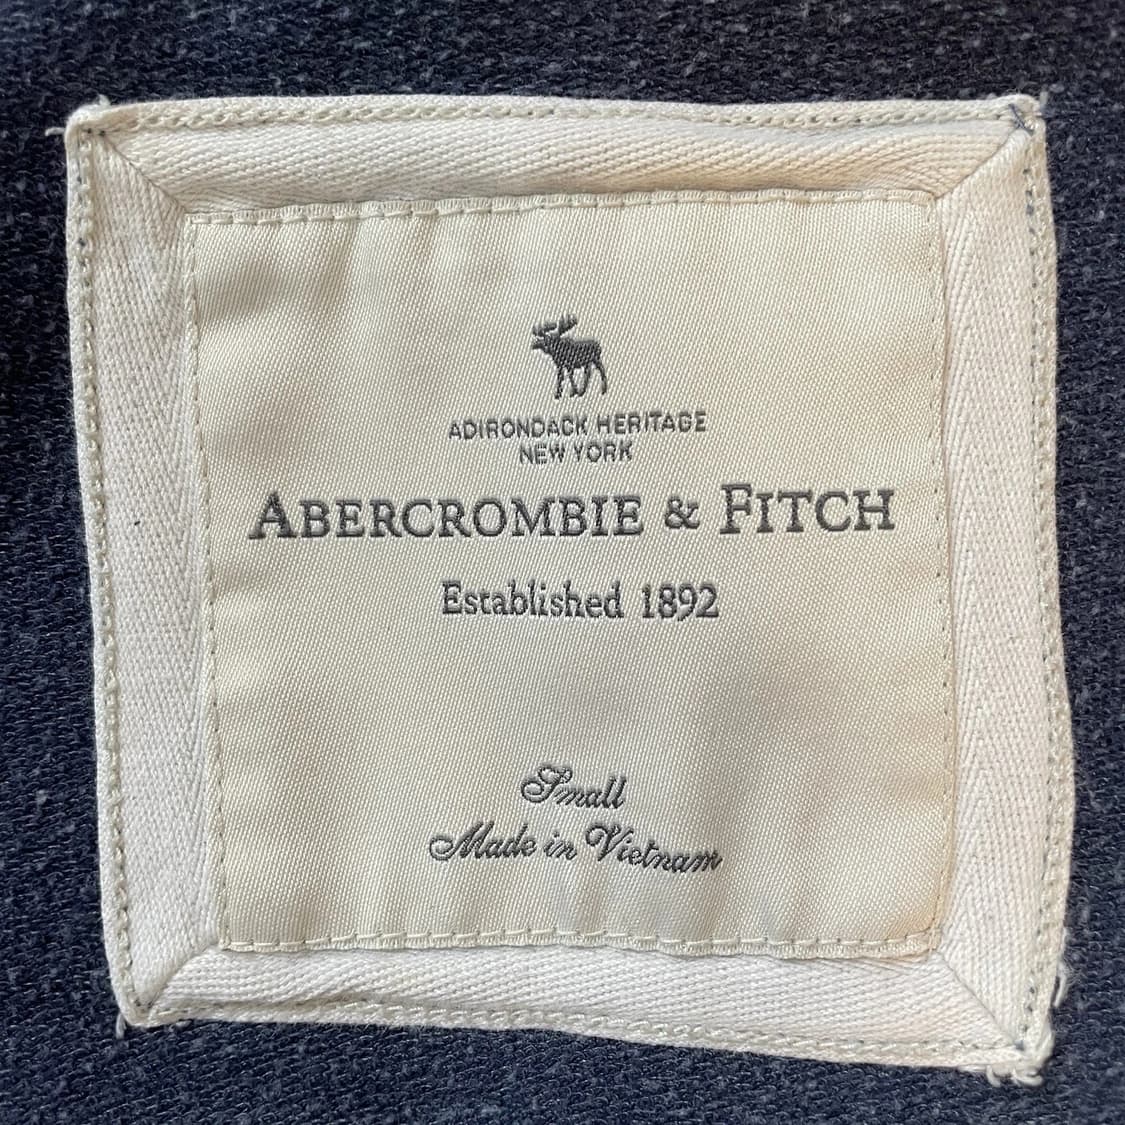 ADIRONDACK HERITAGE
NEW YORK
ABERCROMBIE & FITCH
Established 1892
Small
Made in Vietnam